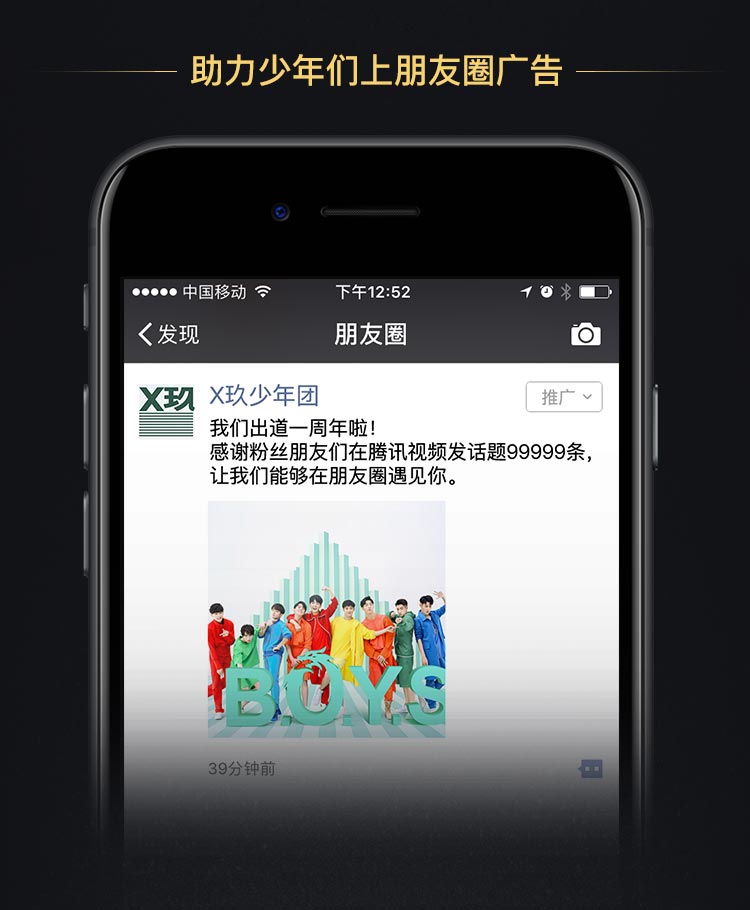 助力少年们上朋友圈广告
中国移动 下午12:52
发现 朋友圈
X玖
X玖少年团 推广
我们出道一周年啦！
感谢粉丝朋友们在腾讯视频发话题99999条，
让我们能够在朋友圈遇见你。
B.O.Y.S
39分钟前